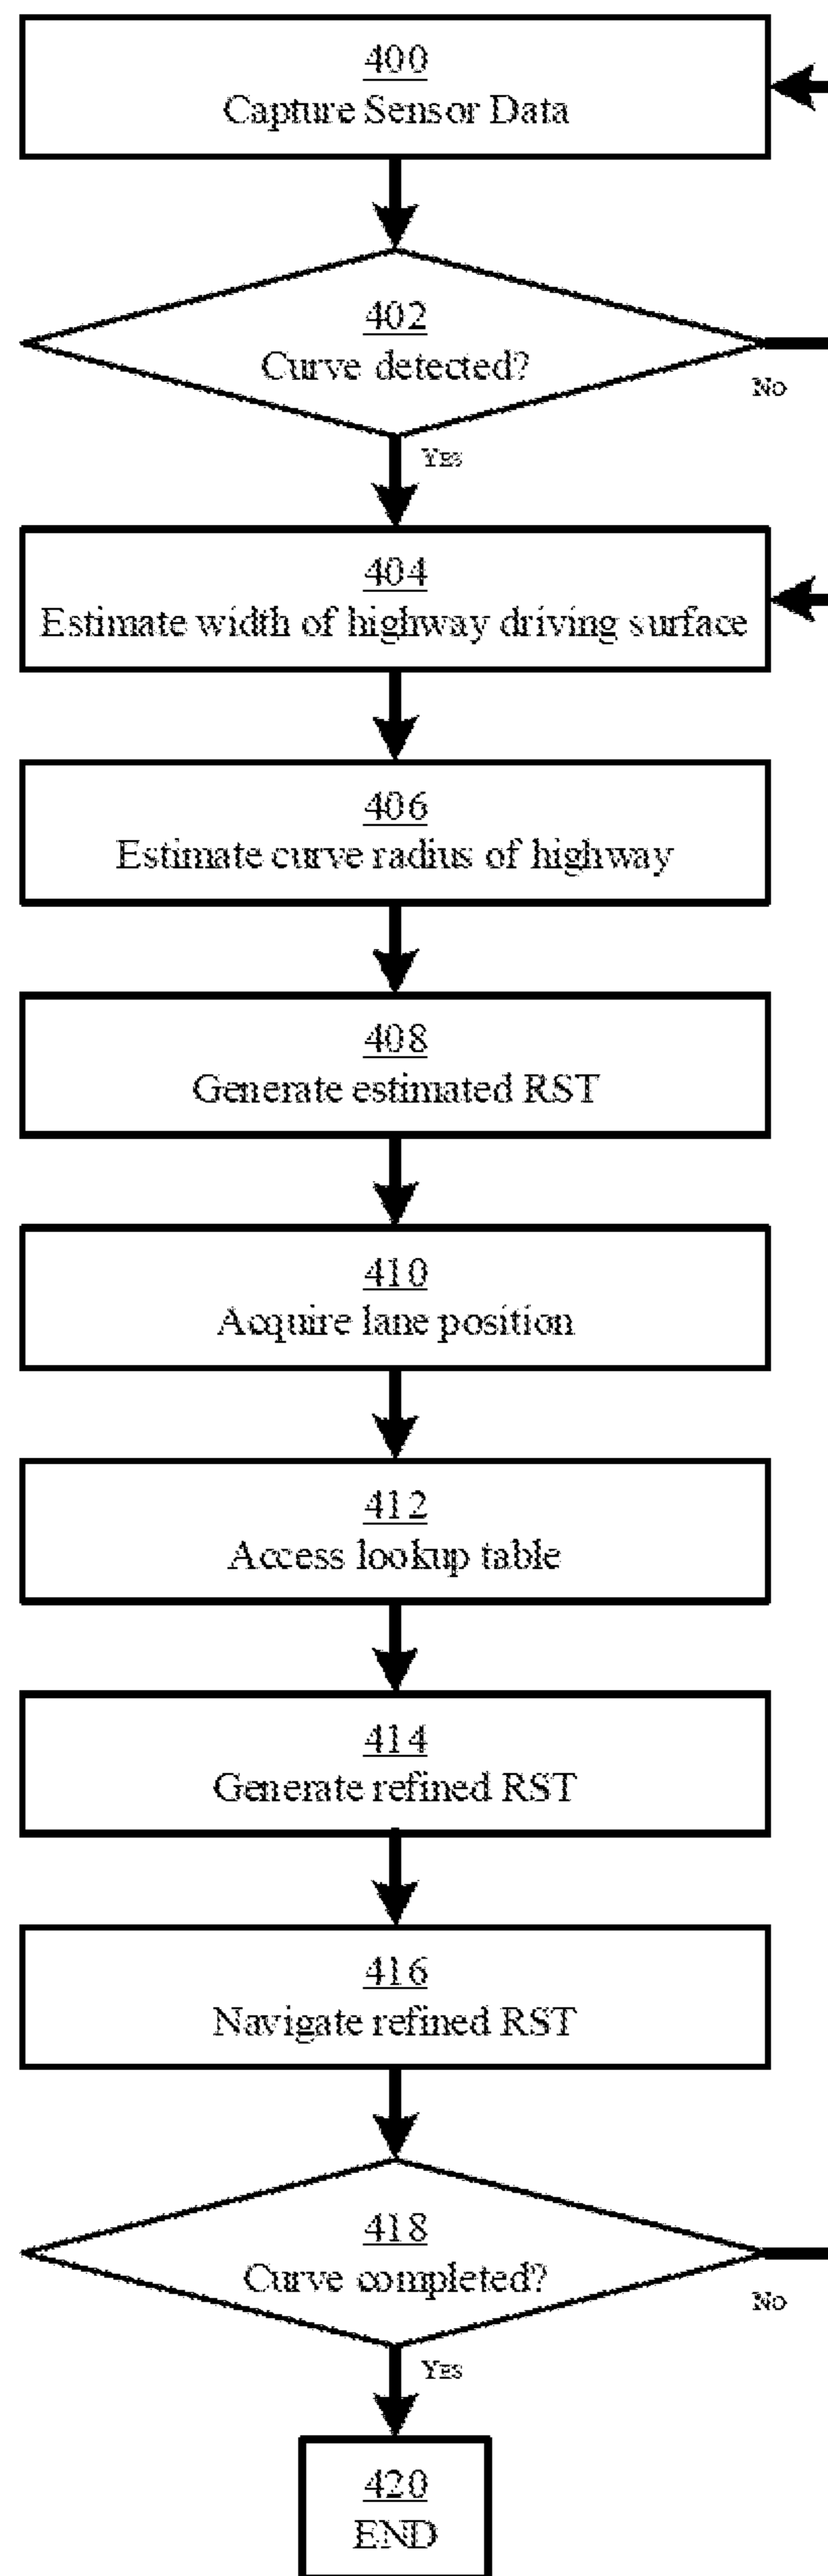 400
Capture Sensor Data
402
Curve detected?
No
Yes
404
Estimate width of highway driving surface
406
Estimate curve radius of highway
408
Generate estimated RST
410
Acquire lane position
412
Access lookup table
414
Generate refined RST
416
Navigate refined RST
418
Curve completed?
No
Yes
420
END